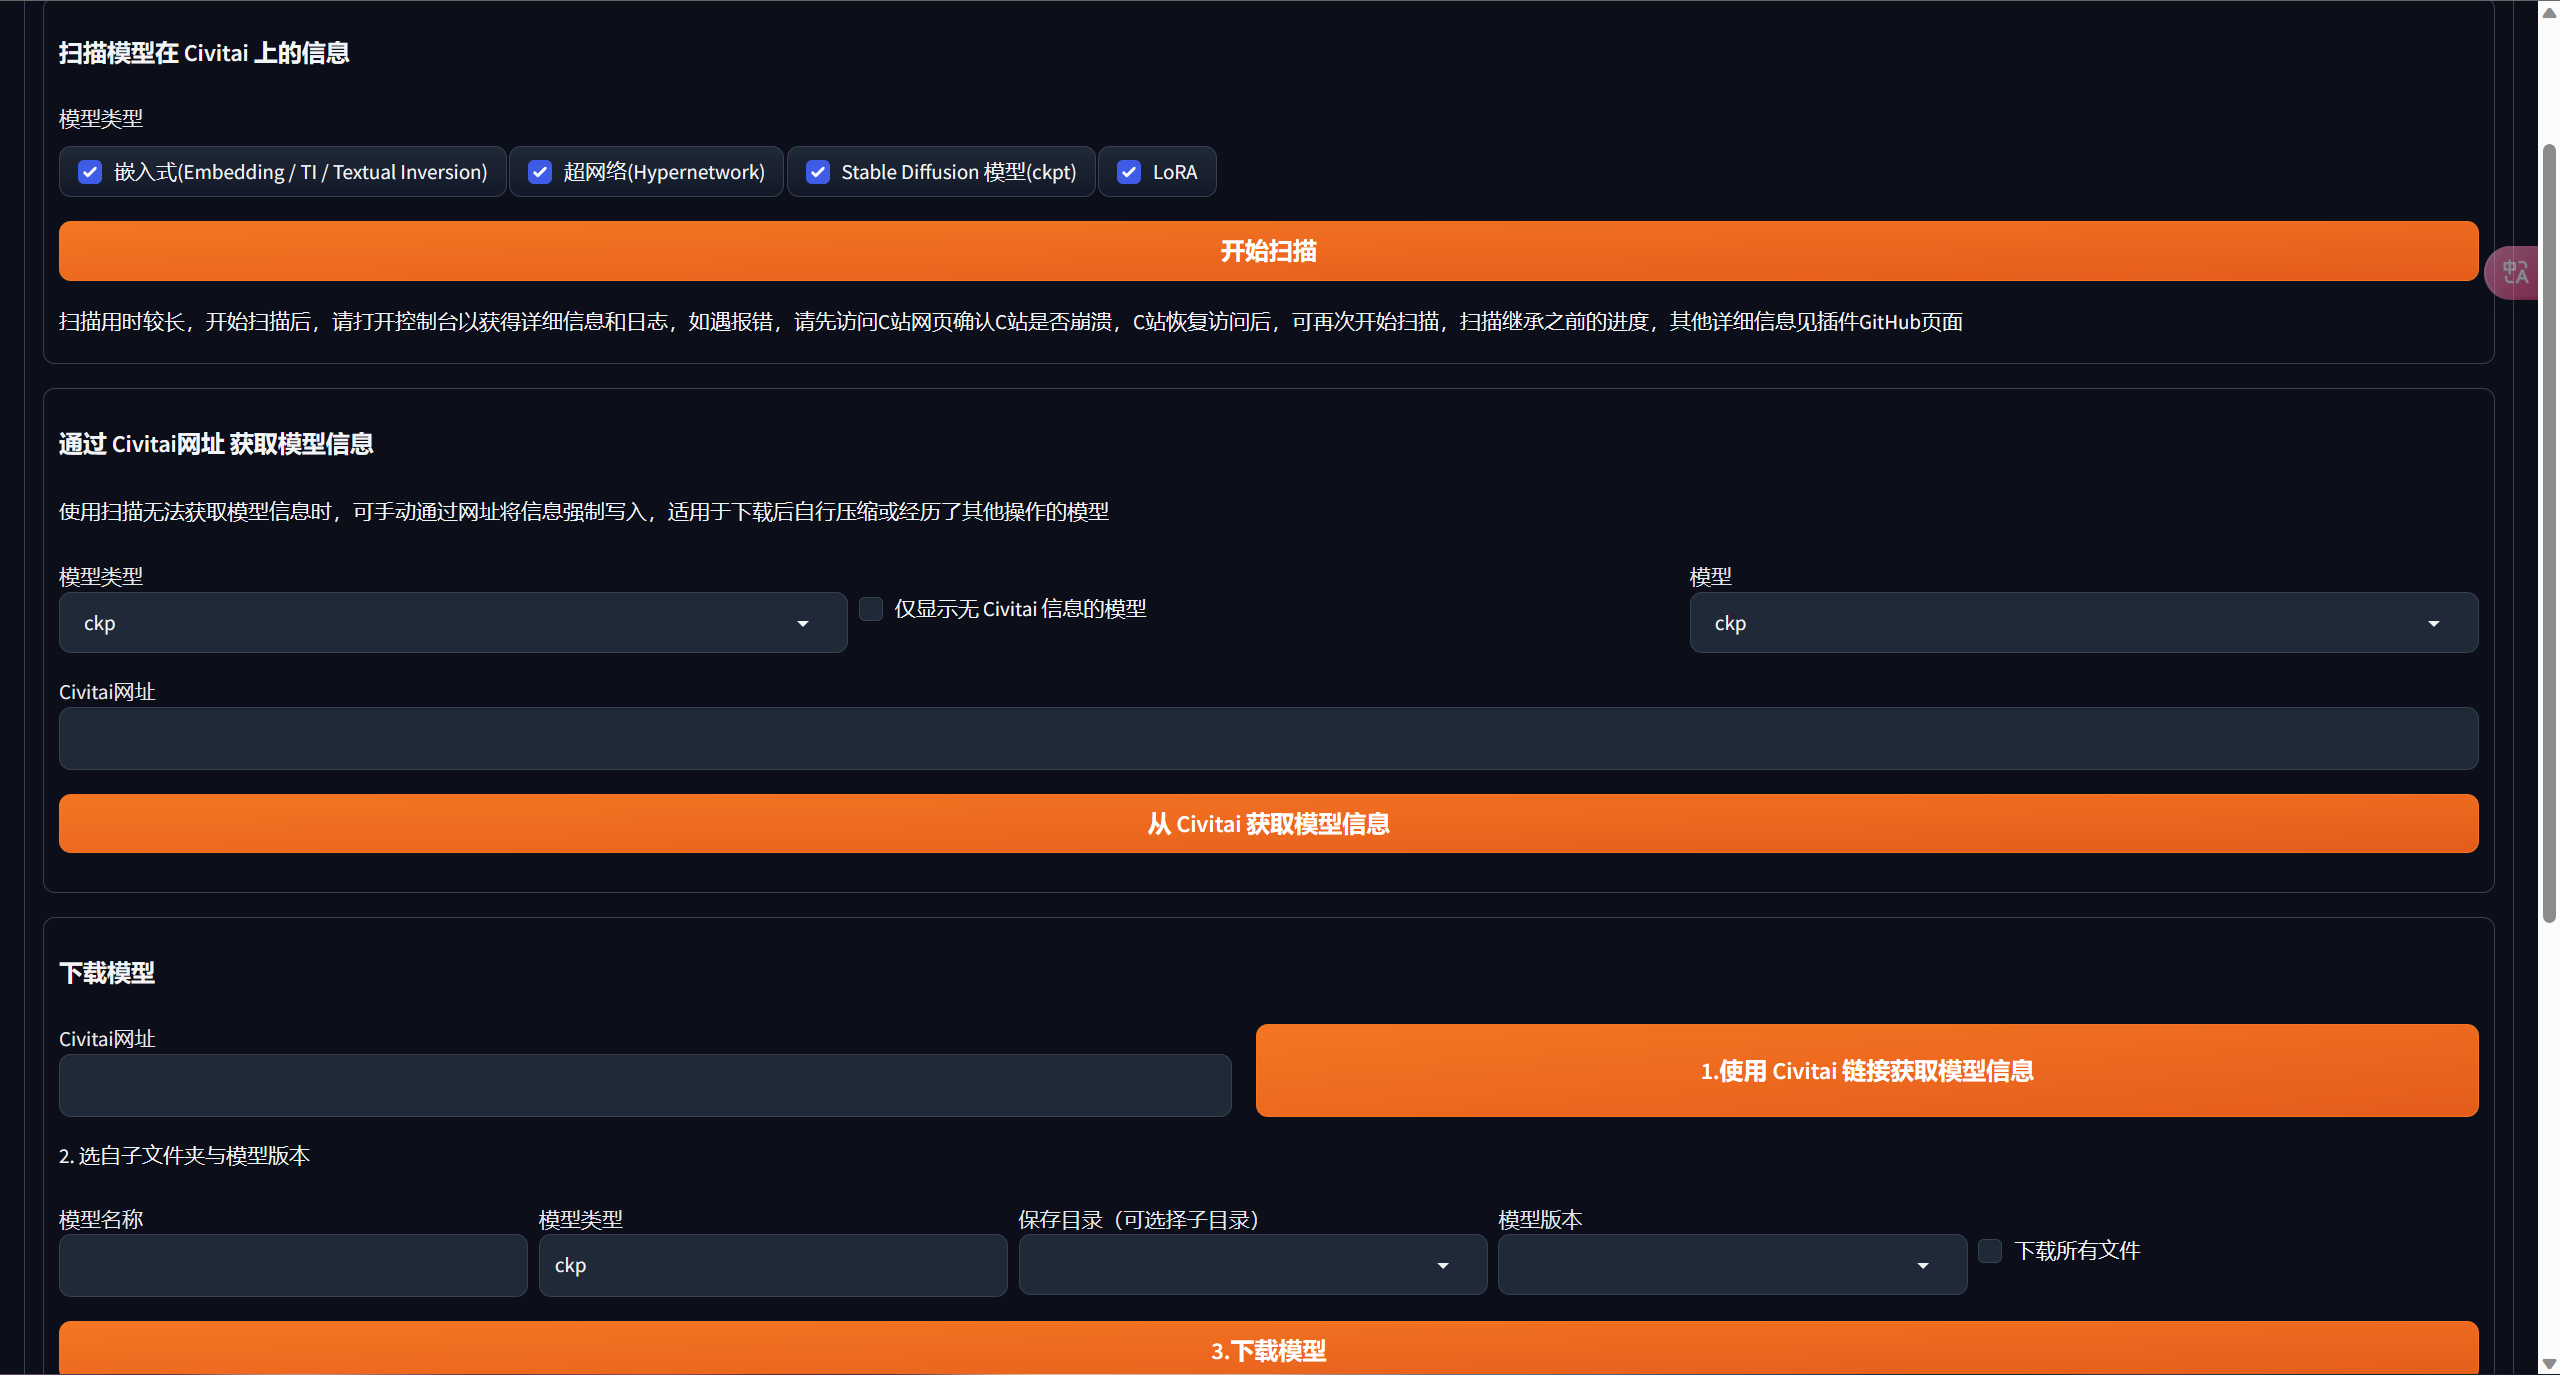 扫描模型在 Civitai 上的信息
模型类型
嵌入式(Embedding / TI / Textual Inversion) 超网络(Hypernetwork) Stable Diffusion 模型(ckpt) LoRA
开始扫描
中A
扫描用时较长，开始扫描后，请打开控制台以获得详细信息和日志，如遇报错，请先访问C站网页确认C站是否崩溃，C站恢复访问后，可再次开始扫描，扫描继承之前的进度，其他详细信息见插件GitHub页面
通过 Civitai网址 获取模型信息
使用扫描无法获取模型信息时，可手动通过网址将信息强制写入，适用于下载后自行压缩或经历了其他操作的模型
模型类型 模型
ckp 仅显示无 Civitai 信息的模型 ckp
Civitai网址
从 Civitai 获取模型信息
下载模型
Civitai网址
1.使用 Civitai 链接获取模型信息
2. 选自子文件夹与模型版本
模型名称 模型类型 保存目录（可选择子目录） 模型版本
ckp 下载所有文件
3.下载模型